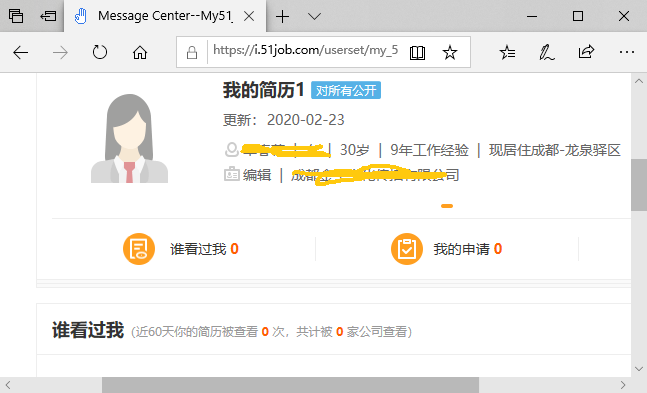 Message Center--My51J
https://i.51job.com/userset/my_5
我的简历1 对所有公开
更新： 2020-02-23
| 30岁 | 9年工作经验 | 现居住成都-龙泉驿区
编辑 | 成都 有限公司
谁看过我 0 我的申请 0
谁看过我 (近60天你的简历被查看 0 次，共计被 0 家公司查看)